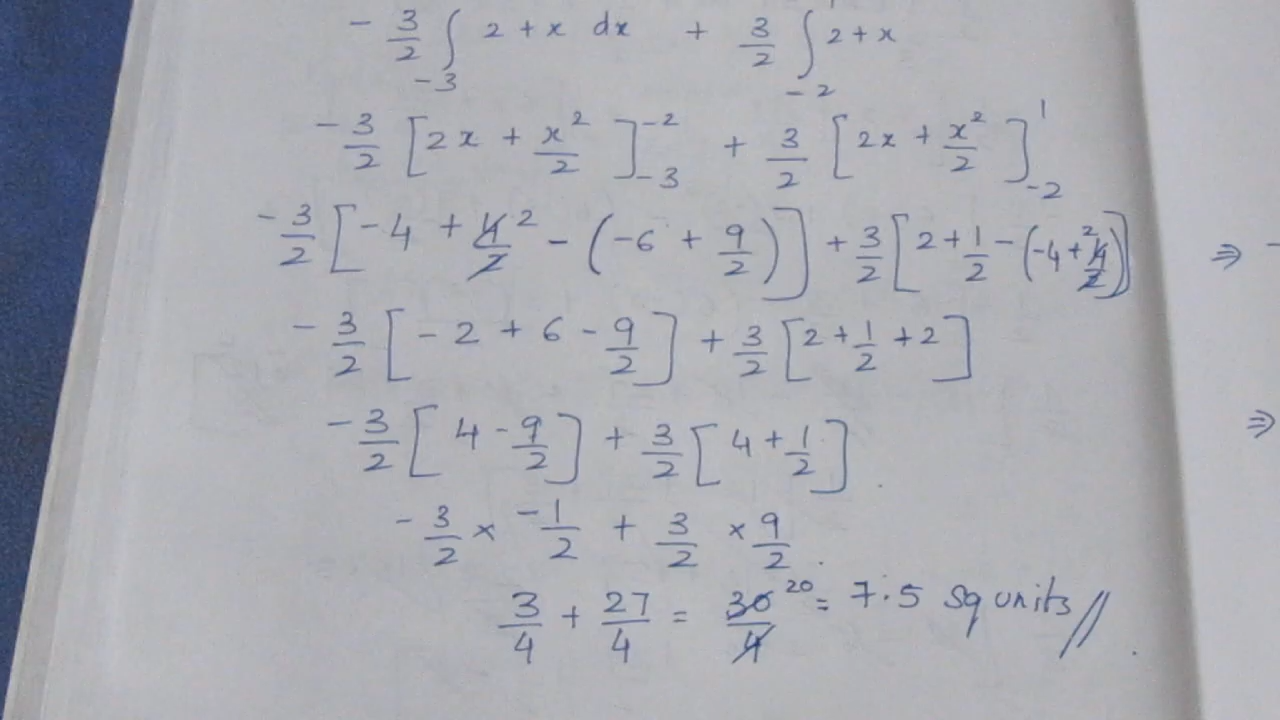 - 3/2 ∫_{-3} 2 + x dx + 3/2 ∫_{-2} 2 + x
- 3/2 [2x + x²/2]_{-3}^{-2} + 3/2 [2x + x²/2]_{-2}^{1}
- 3/2 [-4 + 4/2 2 - (-6 + 9/2)] + 3/2 [2 + 1/2 - (-4 + 2 4/2)] ⇒
- 3/2 [-2 + 6 - 9/2] + 3/2 [2 + 1/2 + 2]
- 3/2 [4 - 9/2] + 3/2 [4 + 1/2] ⇒
- 3/2 × -1/2 + 3/2 × 9/2
3/4 + 27/4 = 30/4 20 = 7.5 sq units //